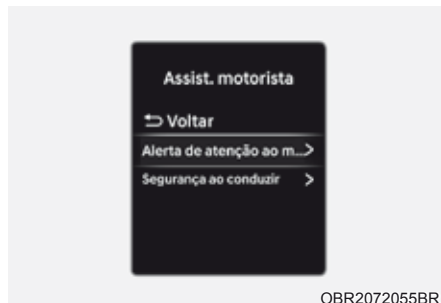 Assist. motorista
Voltar
Alerta de atenção ao m...>
Segurança ao conduzir >
OBR2072055BR